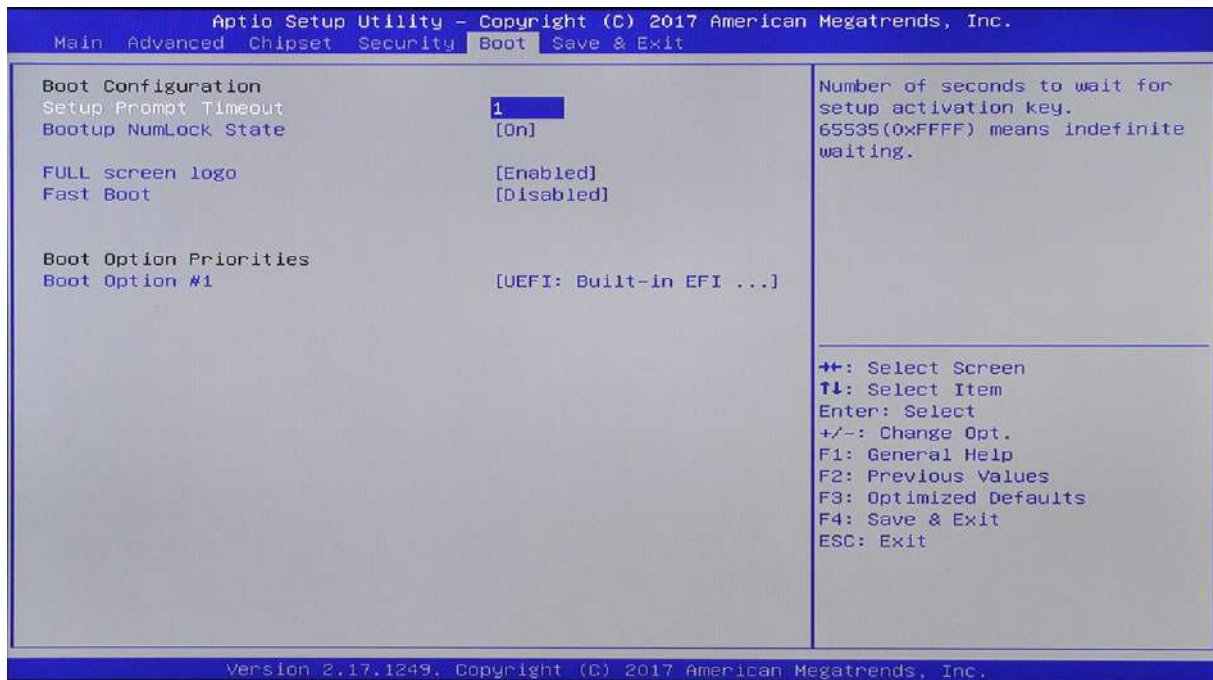 Aptio Setup Utility – Copyright (C) 2017 American Megatrends, Inc.
Main Advanced Chipset Security Boot Save & Exit
Boot Configuration
Setup Prompt Timeout 1
Bootup NumLock State [On]
FULL screen logo [Enabled]
Fast Boot [Disabled]
Boot Option Priorities
Boot Option #1 [UEFI: Built-in EFI ...]
Number of seconds to wait for
setup activation key.
65535(0xFFFF) means indefinite
waiting.
→←: Select Screen
↑↓: Select Item
Enter: Select
+/-: Change Opt.
F1: General Help
F2: Previous Values
F3: Optimized Defaults
F4: Save & Exit
ESC: Exit
Version 2.17.1249. Copyright (C) 2017 American Megatrends, Inc.